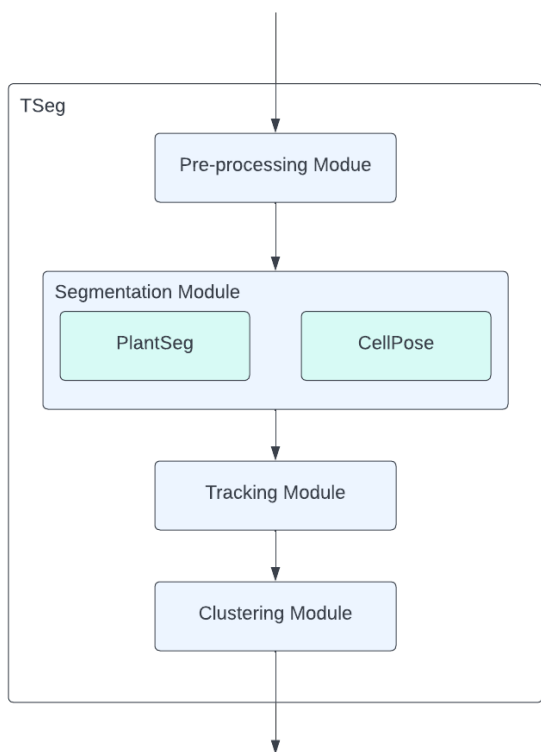 TSeg
Pre-processing Modue
Segmentation Module
PlantSeg
CellPose
Tracking Module
Clustering Module